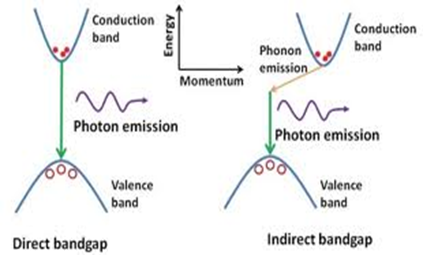 Conduction
band
Energy
Momentum
Photon emission
Valence
band
Direct bandgap
Phonon
emission
Conduction
band
Photon emission
Valence
band
Indirect bandgap